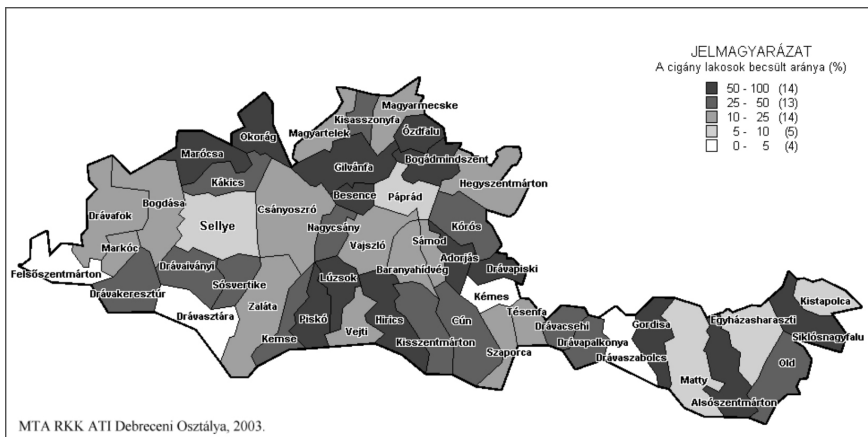 JELMAGYARÁZAT
A cigány lakosok becsült aránya (%)
50 - 100 (14)
25 - 50 (13)
10 - 25 (14)
5 - 10 (5)
0 - 5 (4)
Magyarmecske
Kisasszonyfa
Magyartelek
Ózdfalu
Okorág
Marócsa
Gilvánfa
Bogádmindszent
Kákics
Hegyszentmárton
Besence
Páprád
Bogdása
Drávafok
Csányoszró
Sellye
Nagycsány
Kórós
Sámod
Vajszló
Markóc
Adorjás
Drávaiványi
Baranyahídvég
Drávapiski
Felsőszentmárton
Lúzsok
Sósvertike
Drávakeresztúr
Kémes
Zaláta
Kistapolca
Drávasztára
Piskó
Hirics
Cún
Tésenfa
Egyházasharaszti
Gordisa
Drávacsehi
Vejti
Kemse
Kisszentmárton
Siklósnagyfalu
Drávapalkonya
Szaporca
Drávaszabolcs
Old
Matty
Alsószentmárton
MTA RKK ATI Debreceni Osztálya, 2003.